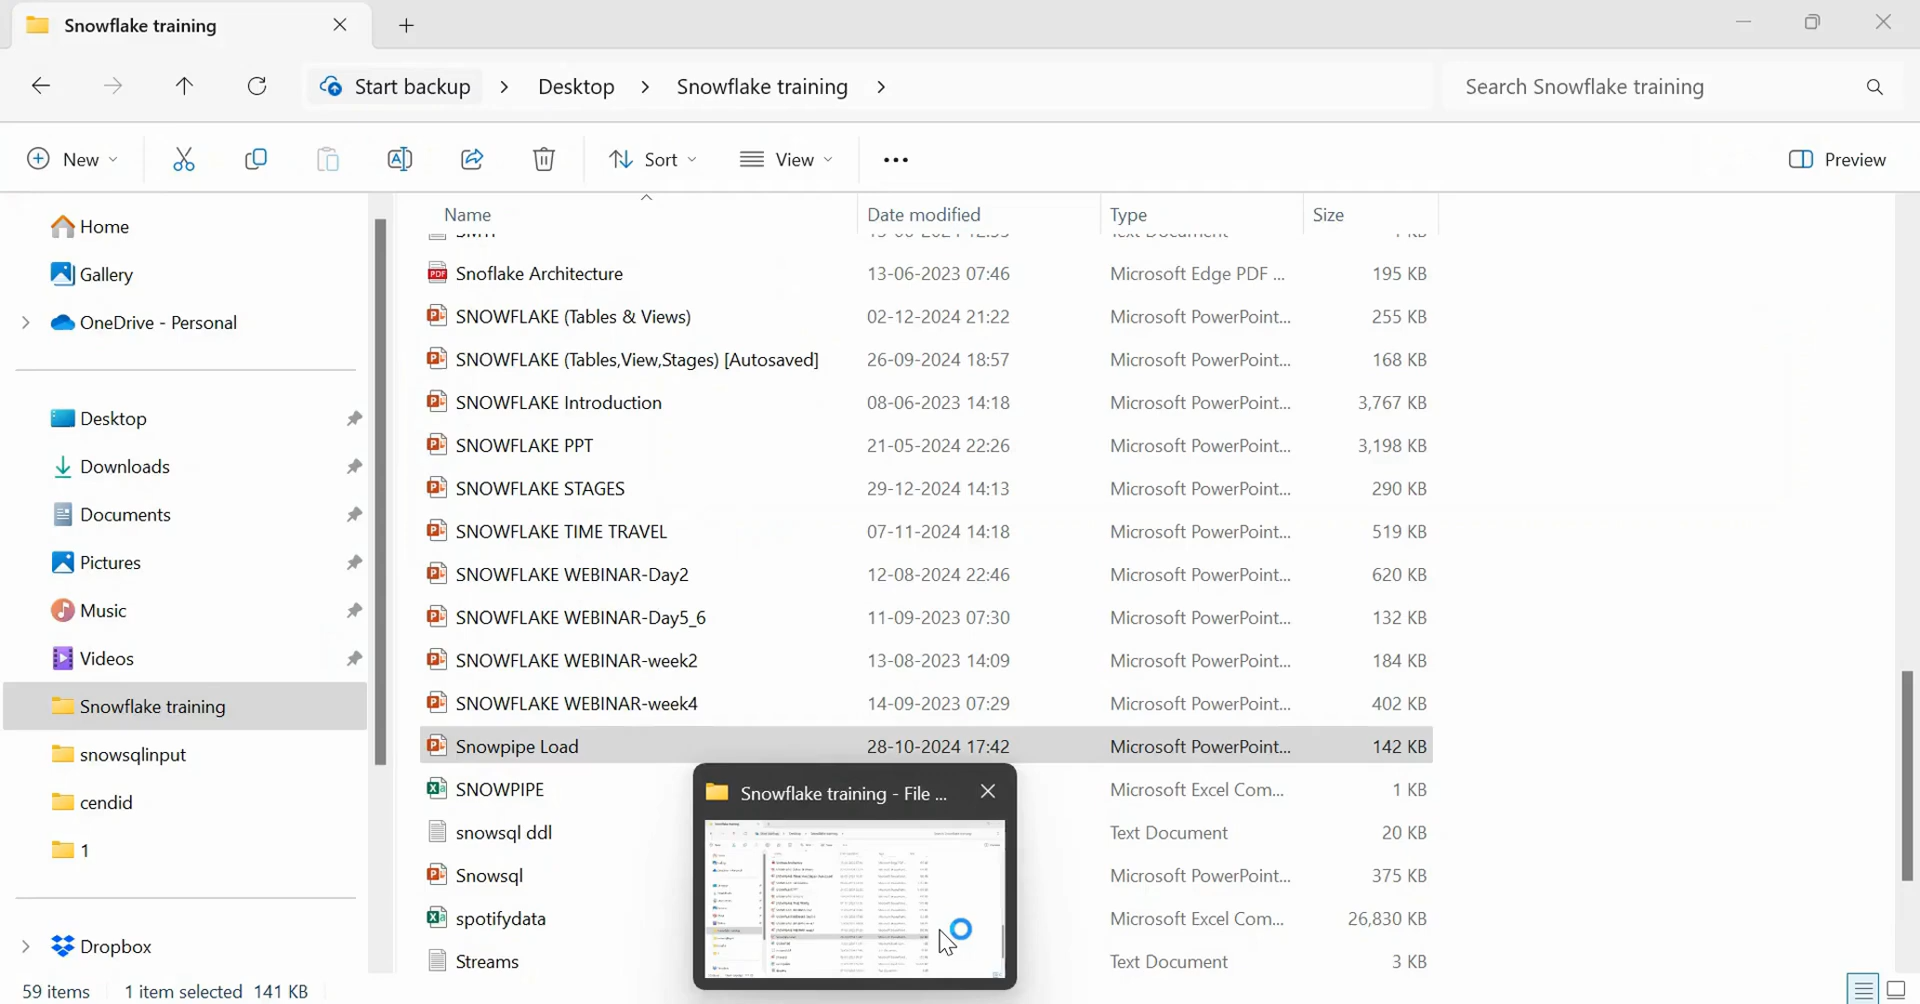 Snowflake training
Start backup > Desktop > Snowflake training >
Search Snowflake training
New
Sort
View
Preview
Name Date modified Type Size
Home
Gallery
OneDrive - Personal
Desktop
Downloads
Documents
Pictures
Music
Videos
Snowflake training
snowsqlinput
cendid
1
Dropbox
Snoflake Architecture 13-06-2023 07:46 Microsoft Edge PDF ... 195 KB
SNOWFLAKE (Tables & Views) 02-12-2024 21:22 Microsoft PowerPoint... 255 KB
SNOWFLAKE (Tables,View,Stages) [Autosaved] 26-09-2024 18:57 Microsoft PowerPoint... 168 KB
SNOWFLAKE Introduction 08-06-2023 14:18 Microsoft PowerPoint... 3,767 KB
SNOWFLAKE PPT 21-05-2024 22:26 Microsoft PowerPoint... 3,198 KB
SNOWFLAKE STAGES 29-12-2024 14:13 Microsoft PowerPoint... 290 KB
SNOWFLAKE TIME TRAVEL 07-11-2024 14:18 Microsoft PowerPoint... 519 KB
SNOWFLAKE WEBINAR-Day2 12-08-2024 22:46 Microsoft PowerPoint... 620 KB
SNOWFLAKE WEBINAR-Day5_6 11-09-2023 07:30 Microsoft PowerPoint... 132 KB
SNOWFLAKE WEBINAR-week2 13-08-2023 14:09 Microsoft PowerPoint... 184 KB
SNOWFLAKE WEBINAR-week4 14-09-2023 07:29 Microsoft PowerPoint... 402 KB
Snowpipe Load 28-10-2024 17:42 Microsoft PowerPoint... 142 KB
SNOWPIPE Microsoft Excel Com... 1 KB
snowsql ddl Text Document 20 KB
Snowsql Microsoft PowerPoint... 375 KB
spotifydata Microsoft Excel Com... 26,830 KB
Streams Text Document 3 KB
Snowflake training - File ...
59 items 1 item selected 141 KB